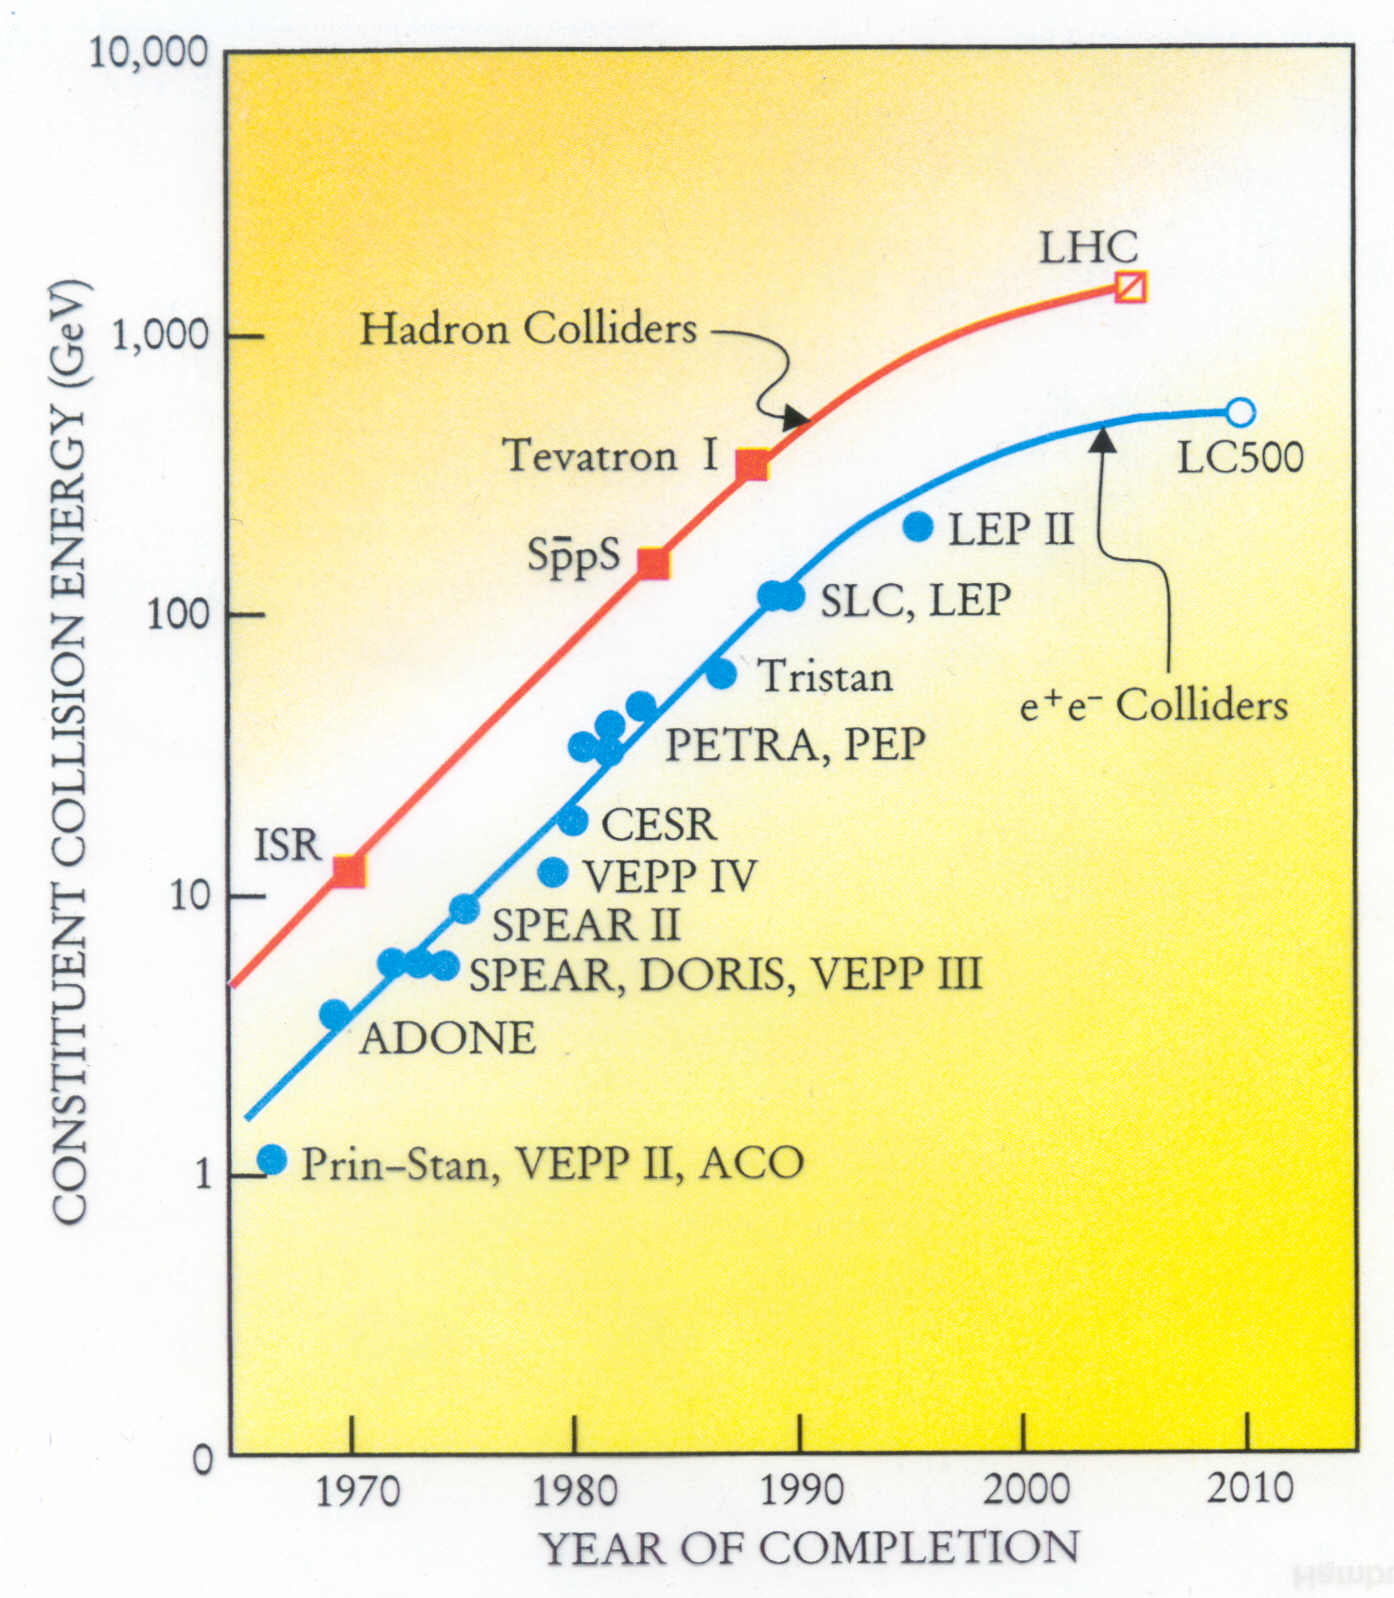 10,000
LHC
1,000
Hadron Colliders
Tevatron I
LC500
Sp̄pS
LEP II
100
SLC, LEP
Tristan
e⁺e⁻ Colliders
PETRA, PEP
ISR
CESR
VEPP IV
10
SPEAR II
SPEAR, DORIS, VEPP III
ADONE
Prin–Stan, VEPP II, ACO
1
0
CONSTITUENT COLLISION ENERGY (GeV)
1970 1980 1990 2000 2010
YEAR OF COMPLETION